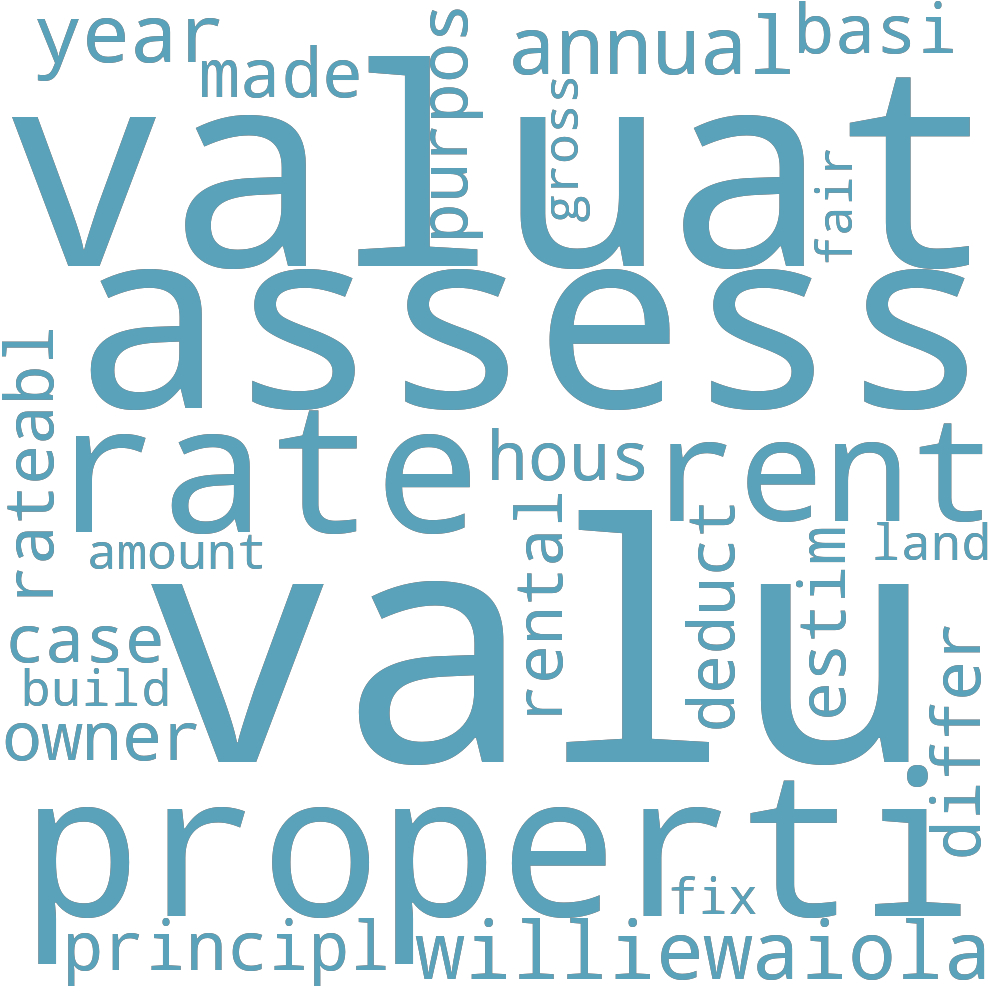 year
made
purpos
annual
basi
valuat
gross
fair
assess
rateabl
rate
hous
rent
amount
rental
deduct
estim
land
valu
case
build
owner
differ
properti
fix
principl
williewaiola